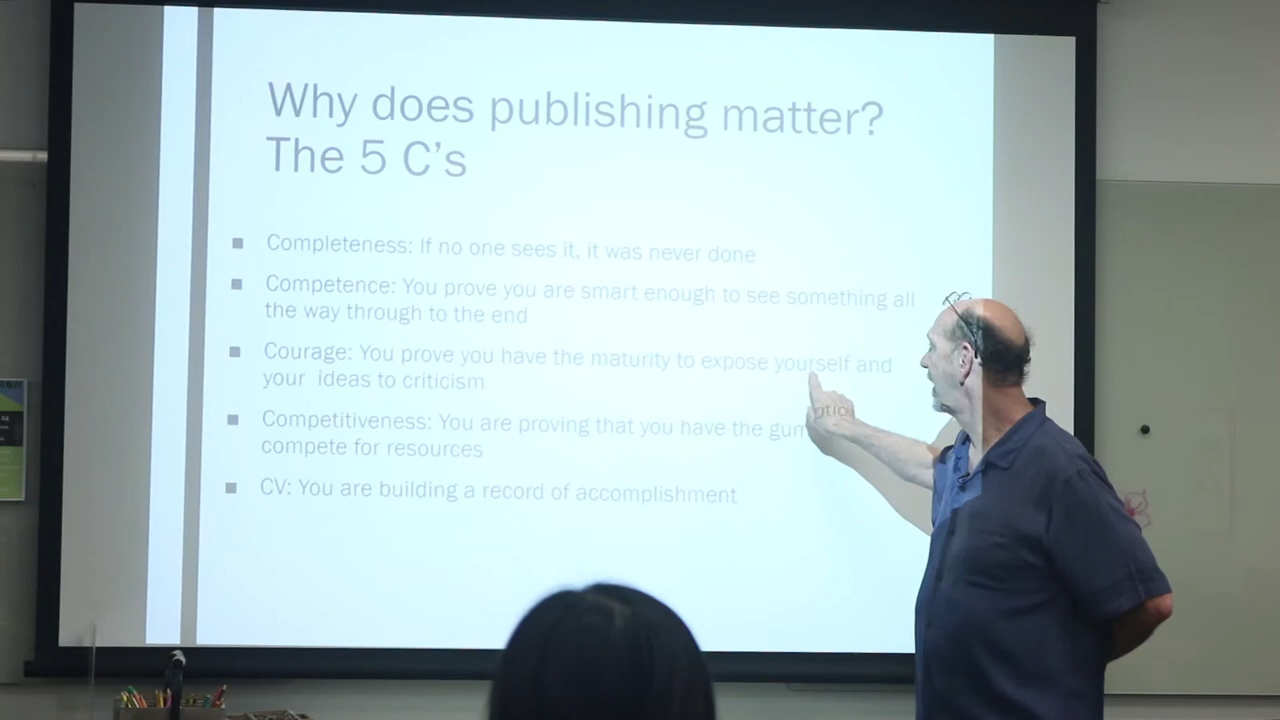 Why does publishing matter?
The 5 C's
Completeness: If no one sees it, it was never done
Competence: You prove you are smart enough to see something all
the way through to the end
Courage: You prove you have the maturity to expose yourself and
your ideas to criticism
Competitiveness: You are proving that you have the gumptio
compete for resources
CV: You are building a record of accomplishment